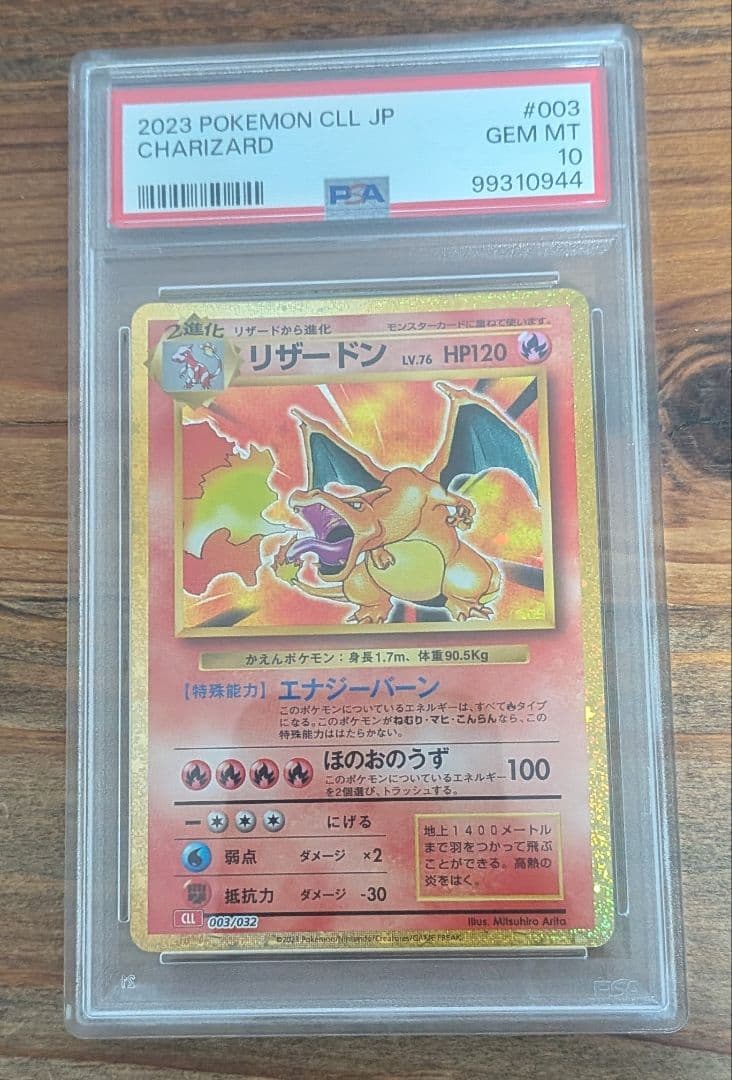 2023 POKEMON CLL JP #003
CHARIZARD GEM MT
10
PSA 99310944
2進化 リザードから進化 モンスターカードに重ねて使います。
リザードン LV.76 HP120
かえんポケモン：身長1.7m、体重90.5Kg
【特殊能力】エナジーバーン
このポケモンについているエネルギーは、すべて🔥タイプ
になる。このポケモンがねむり・マヒ・こんらんなら、この
特殊能力ははたらかない。
ほのおのうず 100
このポケモンについているエネルギー
を2個選び、トラッシュする。
にげる
弱点 ダメージ ×2
抵抗力 ダメージ -30
地上1400メートル
まで羽をつかって飛ぶ
ことができる。高熱の
炎をはく。
CLL 003/032 Illus. Mitsuhiro Arita
©2023 Pokémon/Nintendo/Creatures/GAME FREAK.
PSA